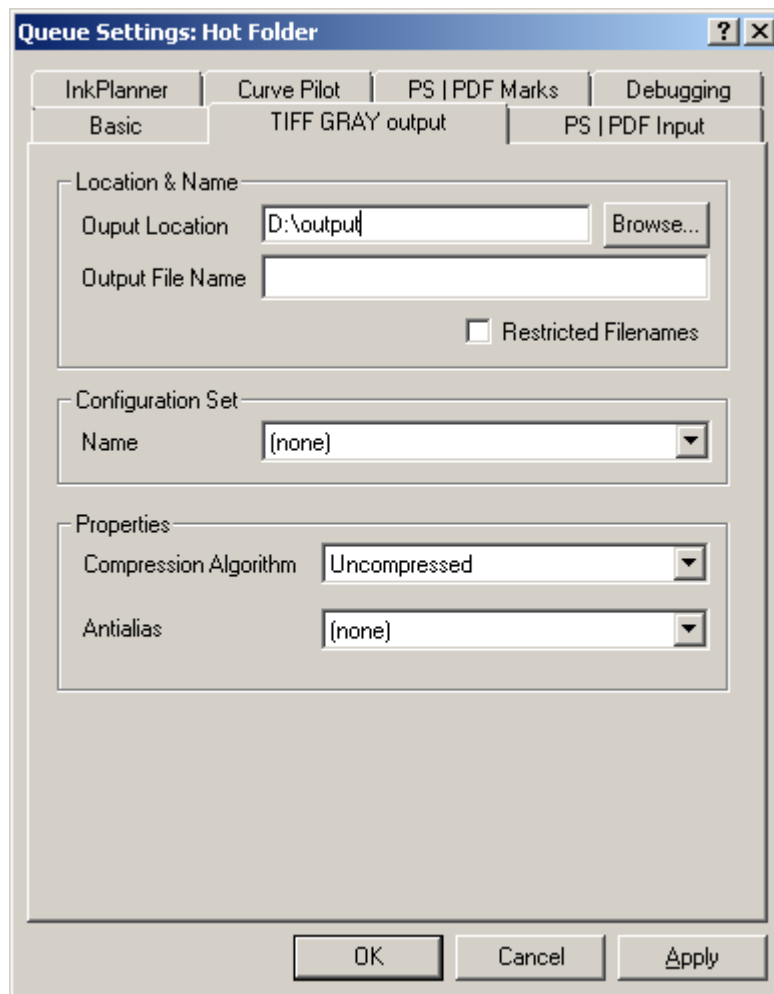 Queue Settings: Hot Folder
InkPlanner Curve Pilot PS | PDF Marks Debugging
Basic TIFF GRAY output PS | PDF Input
Location & Name
Ouput Location D:\output Browse...
Output File Name
Restricted Filenames
Configuration Set
Name (none)
Properties
Compression Algorithm Uncompressed
Antialias (none)
OK Cancel Apply